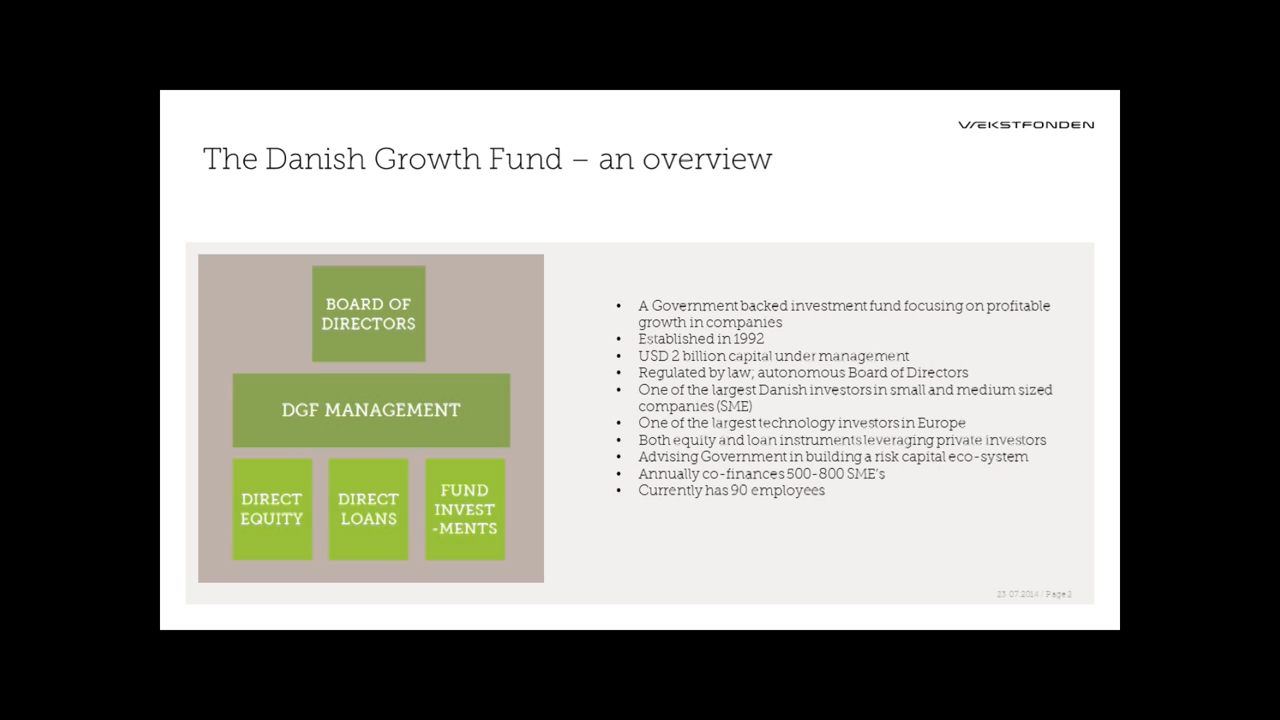 VÆKSTFONDEN
The Danish Growth Fund – an overview
BOARD OF
DIRECTORS
DGF MANAGEMENT
DIRECT
EQUITY
DIRECT
LOANS
FUND
INVEST
-MENTS
• A Government backed investment fund focusing on profitable
growth in companies
• Established in 1992
• USD 2 billion capital under management
• Regulated by law; autonomous Board of Directors
• One of the largest Danish investors in small and medium sized
companies (SME)
• One of the largest technology investors in Europe
• Both equity and loan instruments leveraging private investors
• Advising Government in building a risk capital eco-system
• Annually co-finances 500-800 SME's
• Currently has 90 employees
23.07.2014 / Page 2